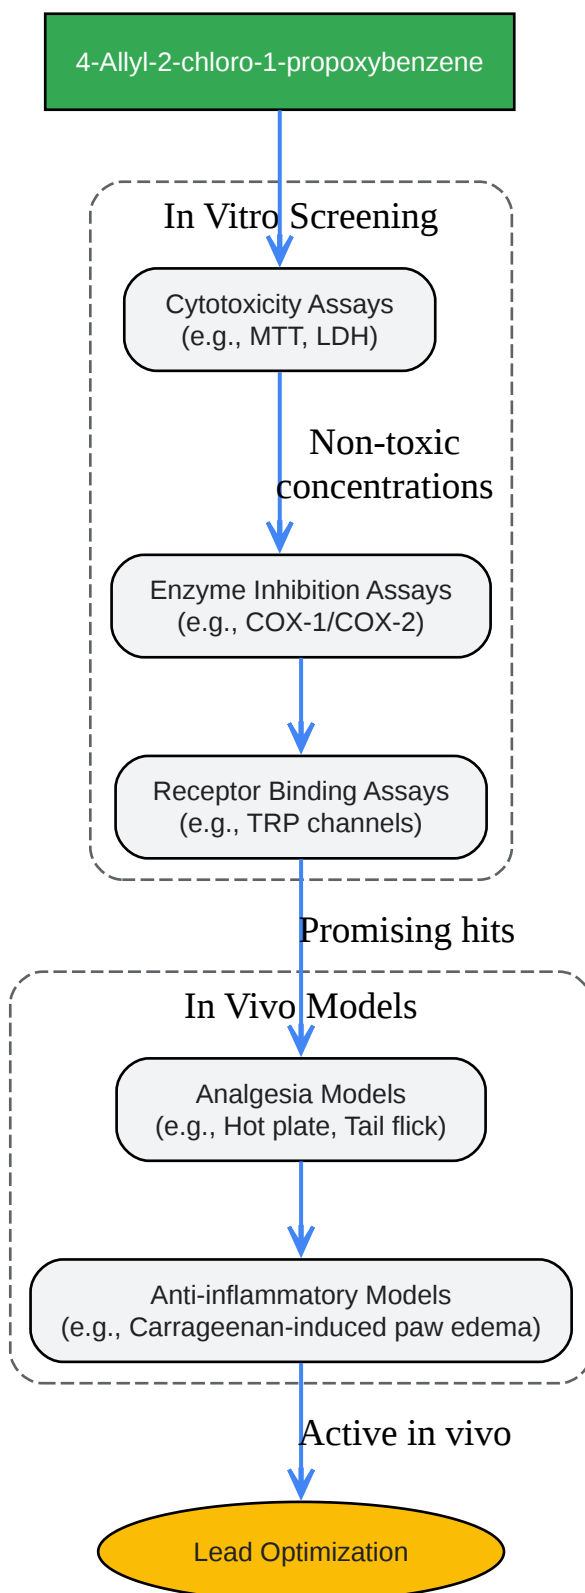 4-Allyl-2-chloro-1-propoxybenzene
In Vitro Screening
Cytotoxicity Assays
(e.g., MTT, LDH)
Non-toxic
concentrations
Enzyme Inhibition Assays
(e.g., COX-1/COX-2)
Receptor Binding Assays
(e.g., TRP channels)
Promising hits
In Vivo Models
Analgesia Models
(e.g., Hot plate, Tail flick)
Anti-inflammatory Models
(e.g., Carrageenan-induced paw edema)
Active in vivo
Lead Optimization